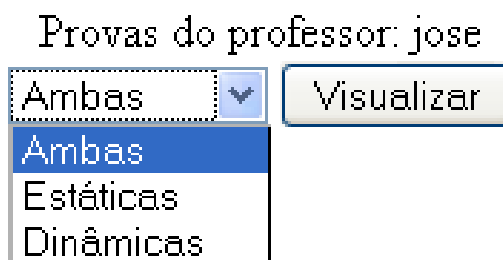 Provas do professor: jose
Ambas Visualizar
Ambas
Estáticas
Dinâmicas